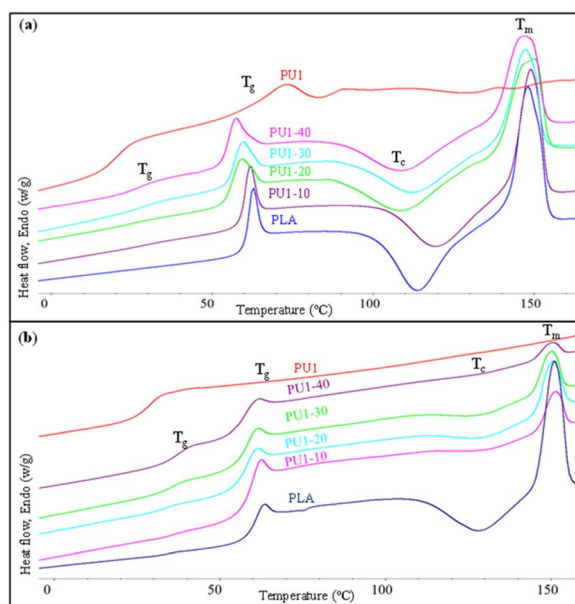 (a)
Tm
Tg
PU1
PU1-40
Tg
PU1-30
Tc
PU1-20
PU1-10
PLA
Heat flow, Endo (w/g)
0
50
100
150
Temperature (°C)
(b)
Tm
Tg
PU1
Tc
PU1-40
PU1-30
Tg
PU1-20
PU1-10
PLA
Heat flow, Endo (w/g)
0
50
100
150
Temperature (°C)